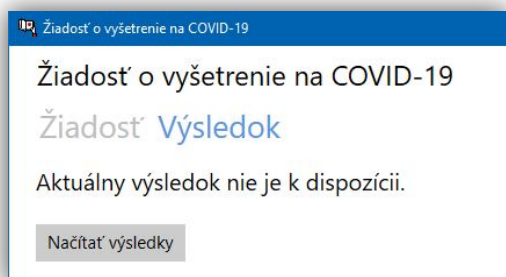 Žiadosť o vyšetrenie na COVID-19
Žiadosť o vyšetrenie na COVID-19
Žiadosť Výsledok
Aktuálny výsledok nie je k dispozícii.
Načítať výsledky